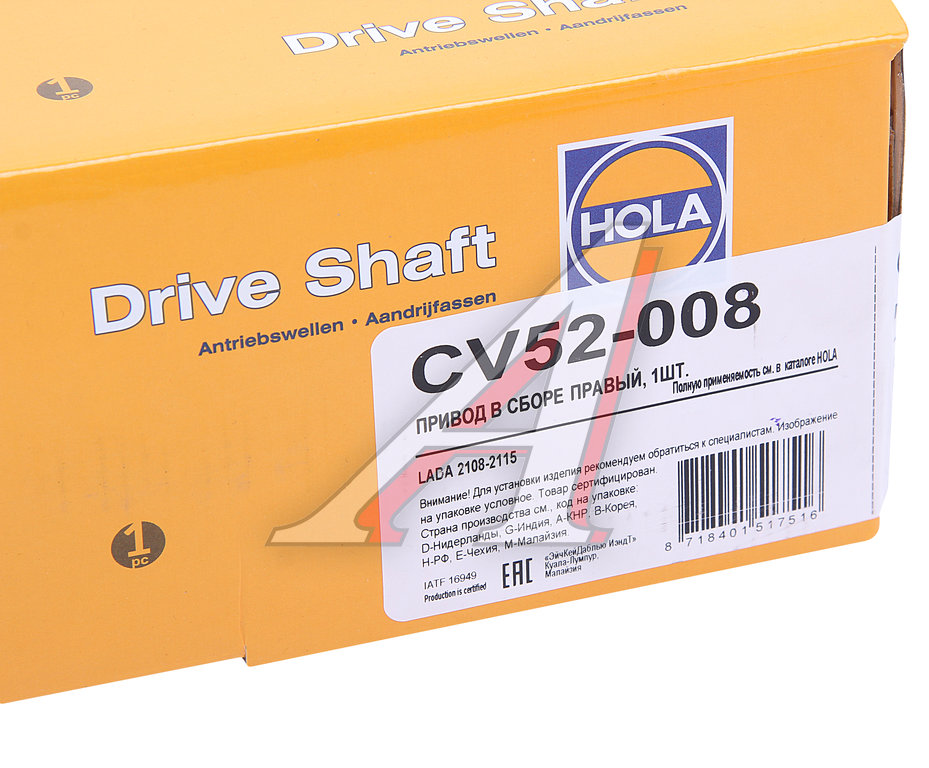 Drive Shaft
Antriebswellen • Aandrijfassen
1
pc
HOLA
Drive Shaft
Antriebswellen • Aandrijfassen
CV52-008
ПРИВОД В СБОРЕ ПРАВЫЙ, 1ШТ.
Полную применяемость см. в каталоге HOLA
LADA 2108-2115
Внимание! Для установки изделия рекомендуем обратиться к специалистам. Изображение
на упаковке условное. Товар сертифицирован.
Страна производства см., код на упаковке:
D-Нидерланды, G-Индия, A-КНР, B-Корея,
H-РФ, E-Чехия, M-Малайзия.
8 718401 517516
IATF 16949
Production is certified
EAC
«ЭйчКейДаблью ИэндТ»
Куала-Лумпур,
Малайзия
1
pc